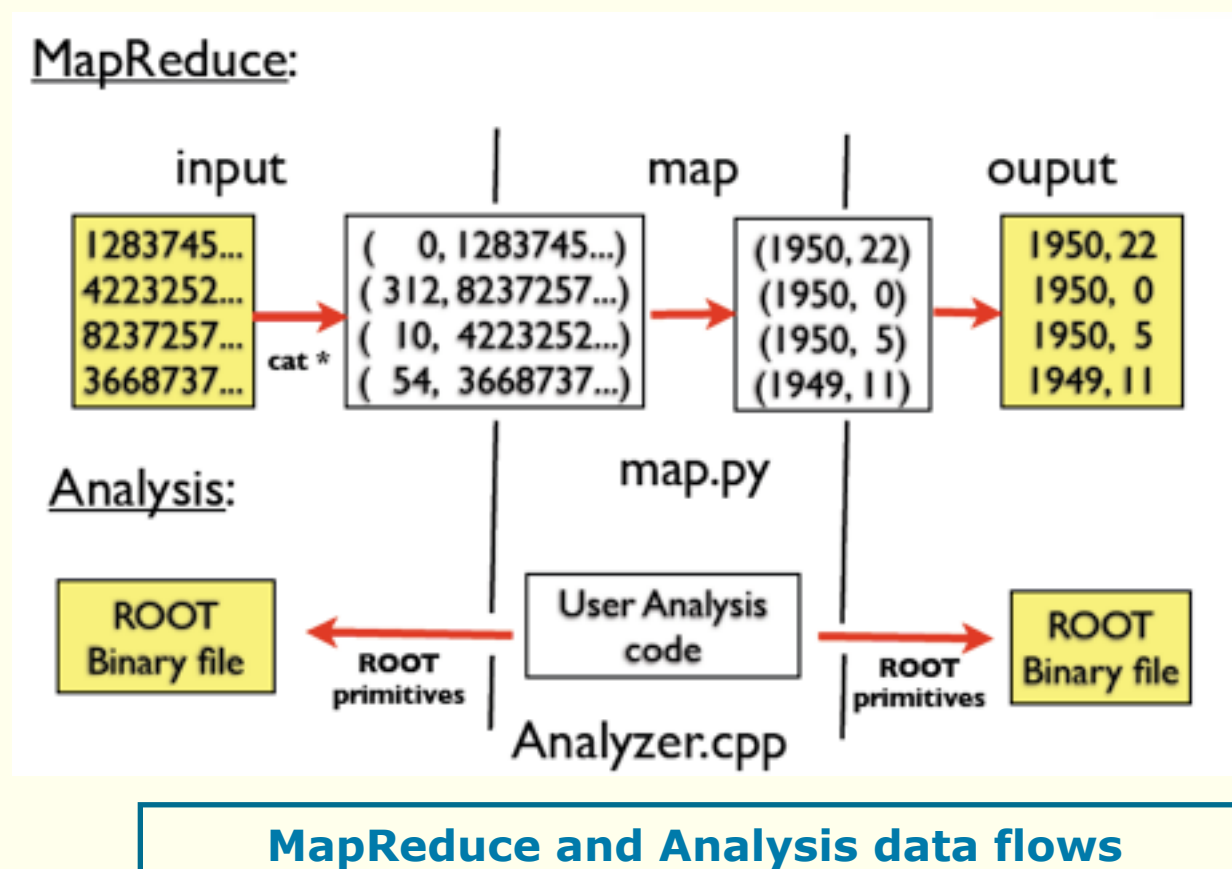 MapReduce:
input
map
ouput
1283745...
4223252...
8237257...
3668737...
cat *
( 0, 1283745...)
( 312, 8237257...)
( 10, 4223252...)
( 54, 3668737...)
(1950, 22)
(1950, 0)
(1950, 5)
(1949, 11)
1950, 22
1950, 0
1950, 5
1949, 11
map.py
Analysis:
ROOT
Binary file
ROOT
primitives
User Analysis
code
ROOT
primitives
ROOT
Binary file
Analyzer.cpp
MapReduce and Analysis data flows